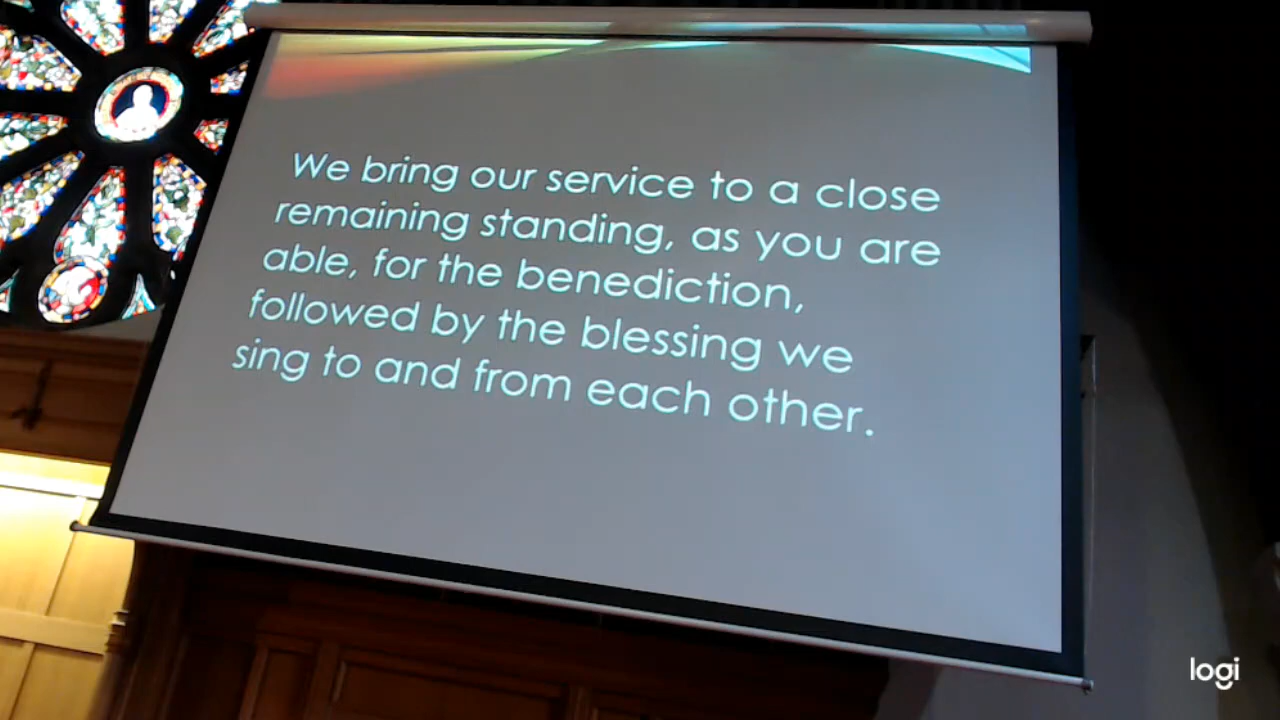 We bring our service to a close
remaining standing, as you are
able, for the benediction,
followed by the blessing we
sing to and from each other.
logi